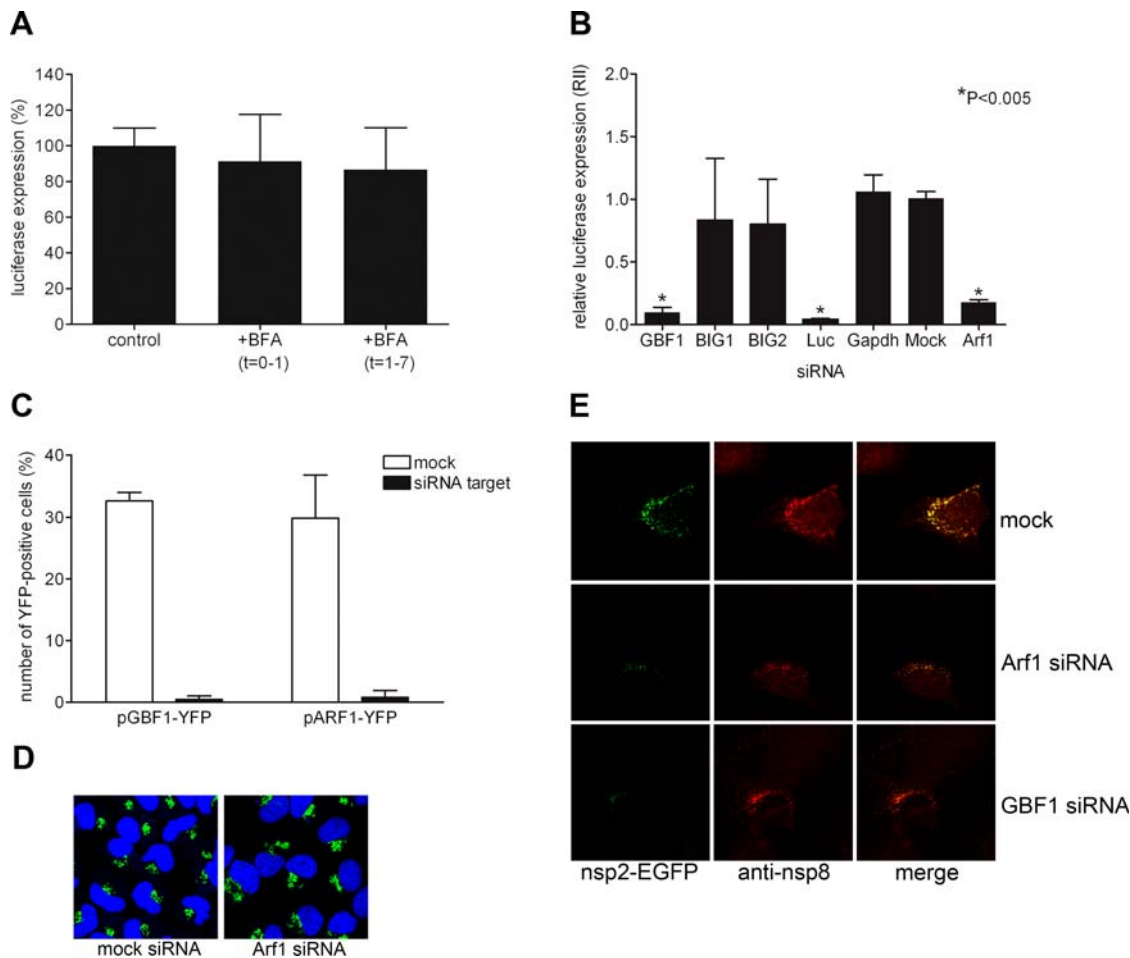 A
luciferase expression (%)
140
120
100
80
60
40
20
0
control
+BFA
(t=0-1)
+BFA
(t=1-7)
B
relative luciferase expression (RII)
2.0
1.5
1.0
0.5
0.0
*P<0.005
*
*
*
GBF1 BIG1 BIG2 Luc Gapdh Mock Arf1
siRNA
C
number of YFP-positive cells (%)
40
30
20
10
0
mock
siRNA target
pGBF1-YFP pARF1-YFP
D
mock siRNA Arf1 siRNA
E
mock
Arf1 siRNA
GBF1 siRNA
nsp2-EGFP anti-nsp8 merge